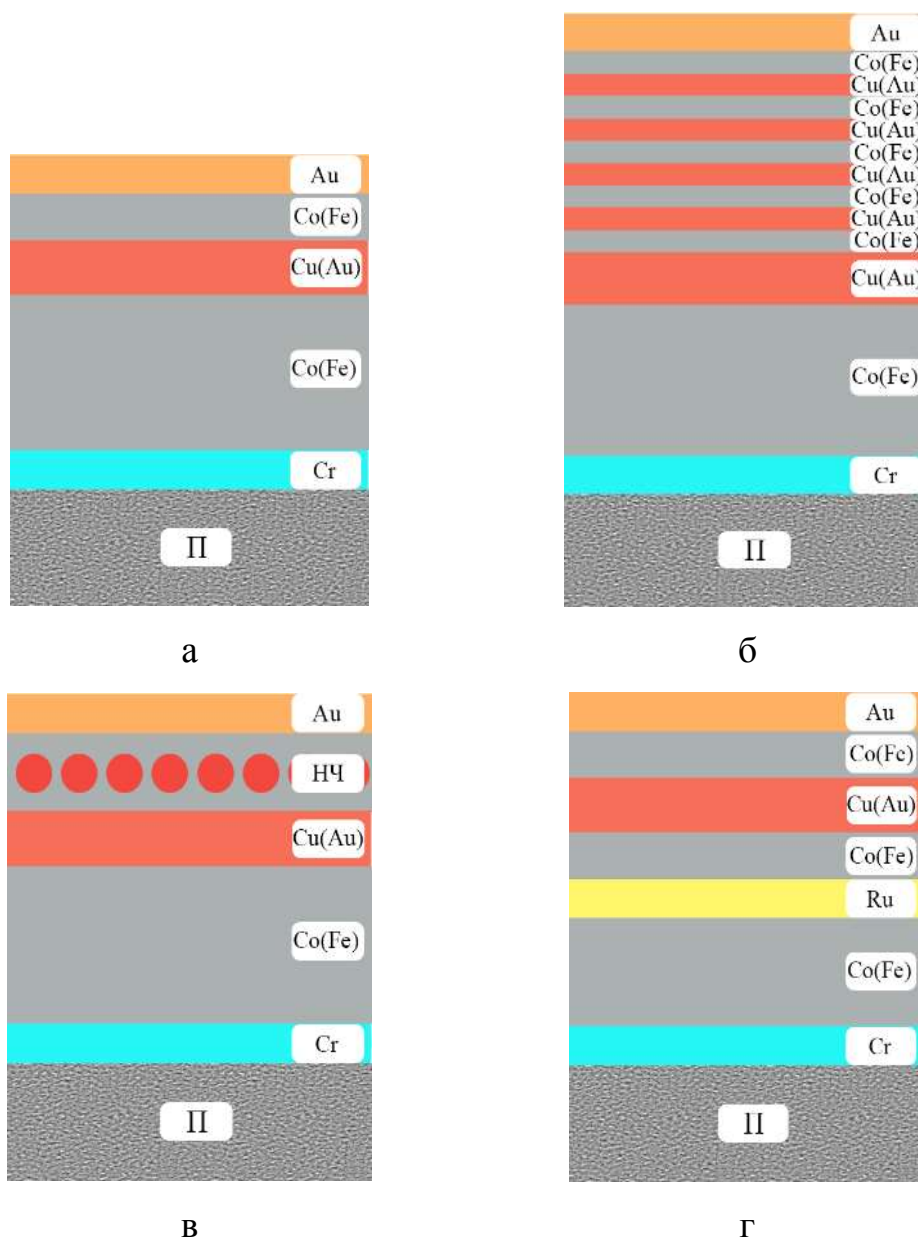 Au
Co(Fe)
Cu(Au)
Co(Fe)
Cr
П
а
Au
Co(Fe)
Cu(Au)
Co(Fe)
Cu(Au)
Co(Fe)
Cu(Au)
Co(Fe)
Cu(Au)
Co(Fe)
Cu(Au)
Co(Fe)
Cr
П
б
Au
НЧ
Cu(Au)
Co(Fe)
Cr
П
в
Au
Co(Fe)
Cu(Au)
Co(Fe)
Ru
Co(Fe)
Cr
П
г